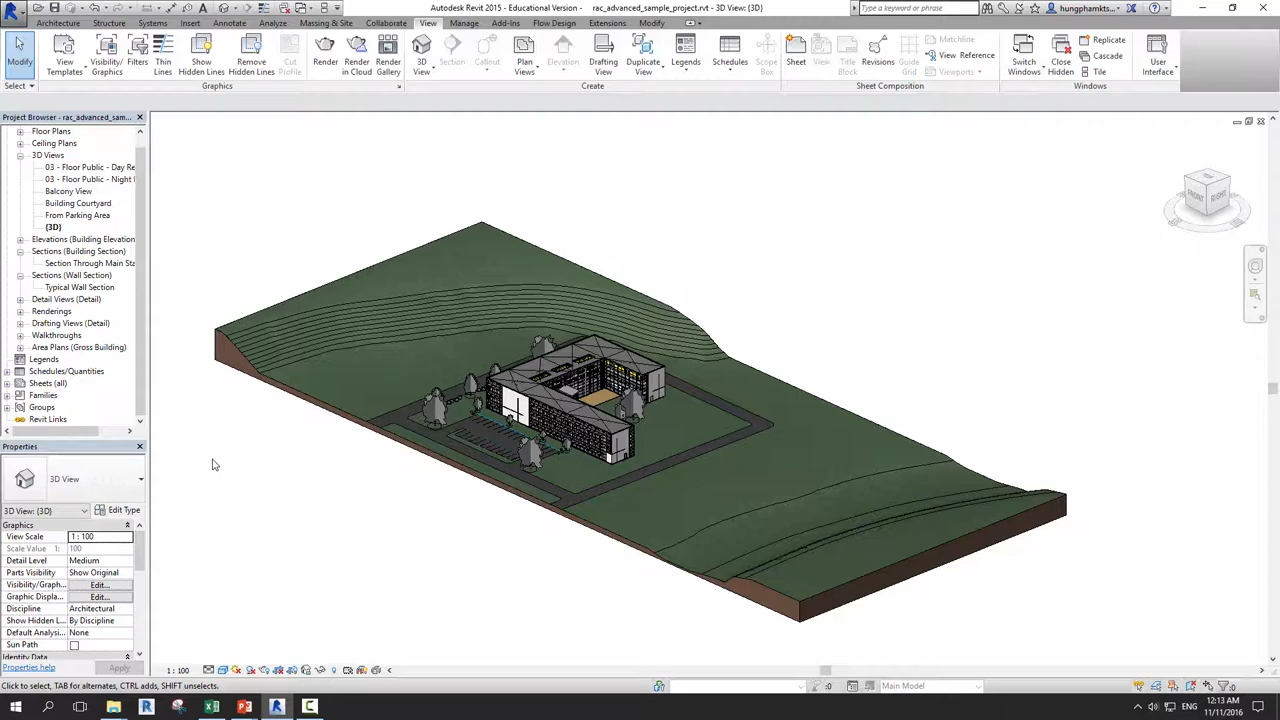 Autodesk Revit 2015 - Educational Version - rac_advanced_sample_project.rvt - 3D View: {3D}
Type a keyword or phrase
hungphamkts...
Architecture Structure Systems Insert Annotate Analyze Massing & Site Collaborate View Manage Add-Ins Flow Design Extensions Modify
Modify
View Templates
Visibility/ Graphics
Filters
Thin Lines
Show Hidden Lines
Remove Hidden Lines
Cut Profile
Render
Render in Cloud
Render Gallery
3D View
Section
Callout
Plan Views
Elevation
Drafting View
Duplicate View
Legends
Schedules
Scope Box
Sheet
View
Title Block
Revisions
Guide Grid
Matchline
View Reference
Viewports
Switch Windows
Close Hidden
Replicate
Cascade
Tile
User Interface
Select Graphics Create Sheet Composition Windows
Project Browser - rac_advanced_sam...
Floor Plans
Ceiling Plans
3D Views
03 - Floor Public - Day Re
03 - Floor Public - Night
Balcony View
Building Courtyard
From Parking Area
{3D}
Elevations (Building Elevation
Sections (Building Section)
Section Through Main Sta
Sections (Wall Section)
Typical Wall Section
Detail Views (Detail)
Renderings
Drafting Views (Detail)
Walkthroughs
Area Plans (Gross Building)
Legends
Schedules/Quantities
Sheets (all)
Families
Groups
Revit Links
Properties
3D View
3D View: {3D} Edit Type
Graphics
View Scale 1 : 100
Scale Value 1: 100
Detail Level Medium
Parts Visibility Show Original
Visibility/Graph... Edit...
Graphic Displa... Edit...
Discipline Architectural
Show Hidden L... By Discipline
Default Analysi... None
Sun Path
Identity Data
Properties help Apply
FRONT RIGHT
1 : 100
Click to select, TAB for alternates, CTRL adds, SHIFT unselects.
:0
Main Model
:0
ENG
12:13 AM
11/11/2016